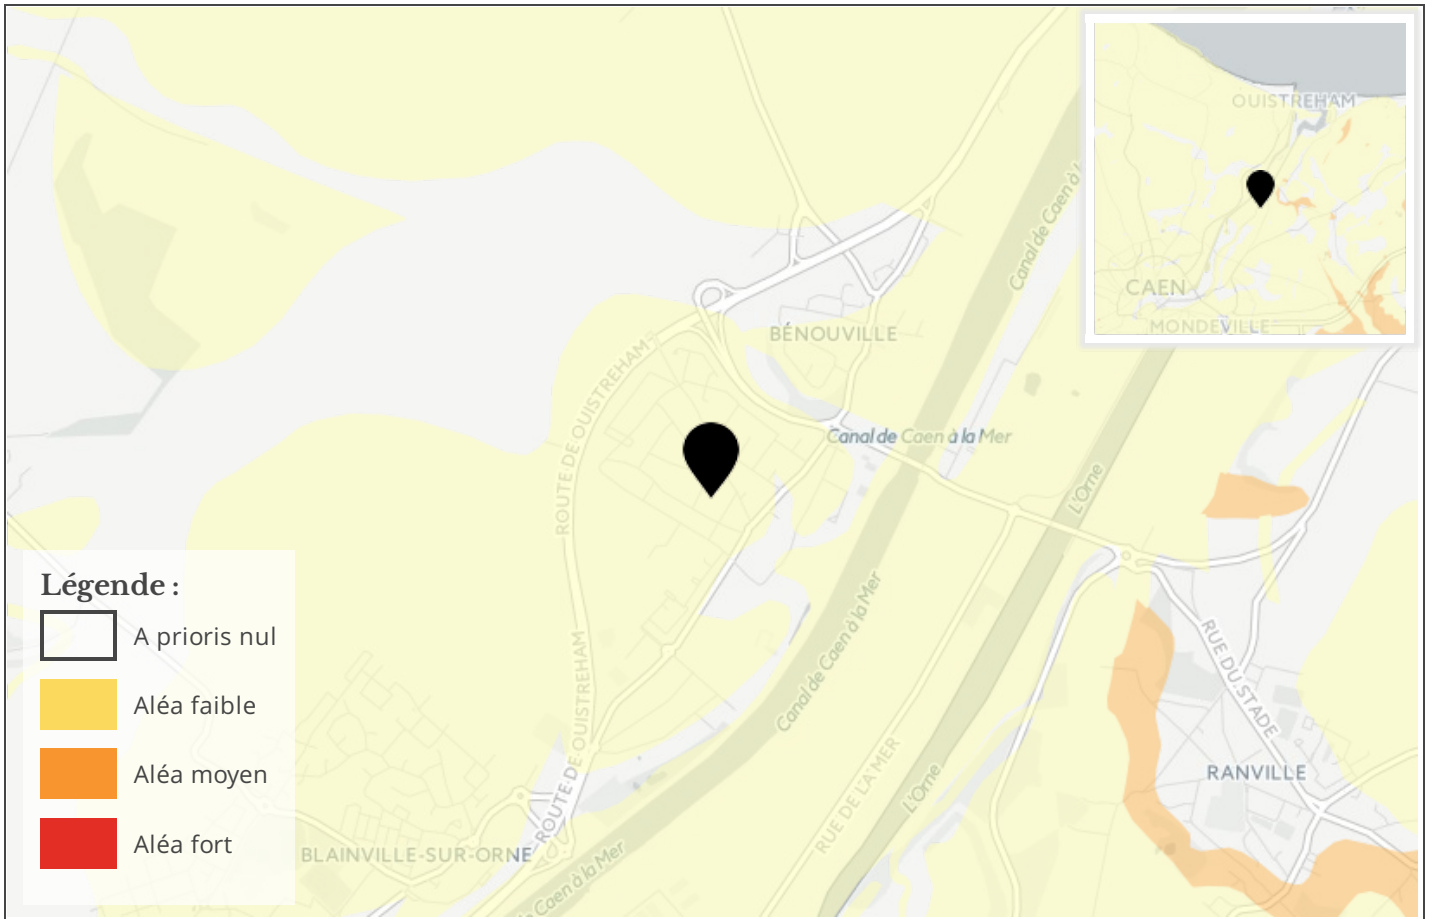 OUISTREHAM
CAEN
MONDEVILLE
Canal de Caen à l
BÉNOUVILLE
ROUTE DE OUISTREHAM
Canal de Caen à la Mer
L'Orne
Légende :
A prioris nul
Aléa faible
Aléa moyen
Aléa fort
ROUTE DE OUISTREHAM
Canal de Caen à la Mer
RUE DU STADE
RANVILLE
L'Orne
RUE DE LA MER
ROUTE DE
BLAINVILLE-SUR-ORNE
de Caen à la Mer